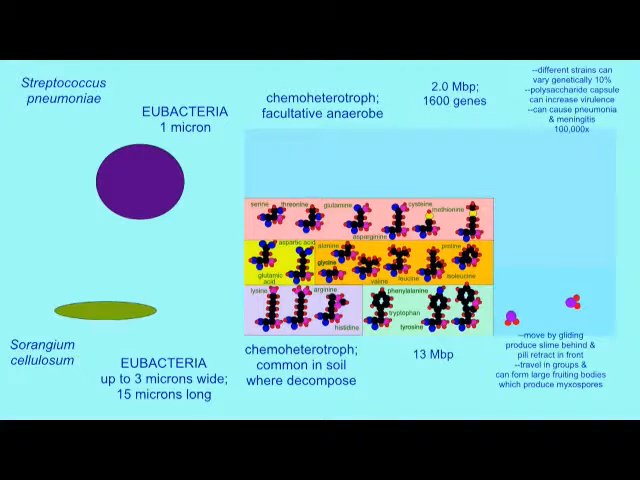 Streptococcus
pneumoniae
EUBACTERIA
1 micron
chemoheterotroph;
facultative anaerobe
2.0 Mbp;
1600 genes
--different strains can
vary genetically 10%
--polysaccharide capsule
can increase virulence
--can cause pneumonia
& meningitis
100,000x
serine threonine glutamine cysteine
methionine
asparginine
aspartic acid alanine proline
glycine
glutamic
acid
valine leucine isoleucine
lysine arginine phenylalanine
tryptophan
histidine tyrosine
Sorangium
cellulosum
EUBACTERIA
up to 3 microns wide;
15 microns long
chemoheterotroph;
common in soil
where decompose
13 Mbp
--move by gliding
produce slime behind &
pili retract in front
--travel in groups &
can form large fruiting bodies
which produce myxospores